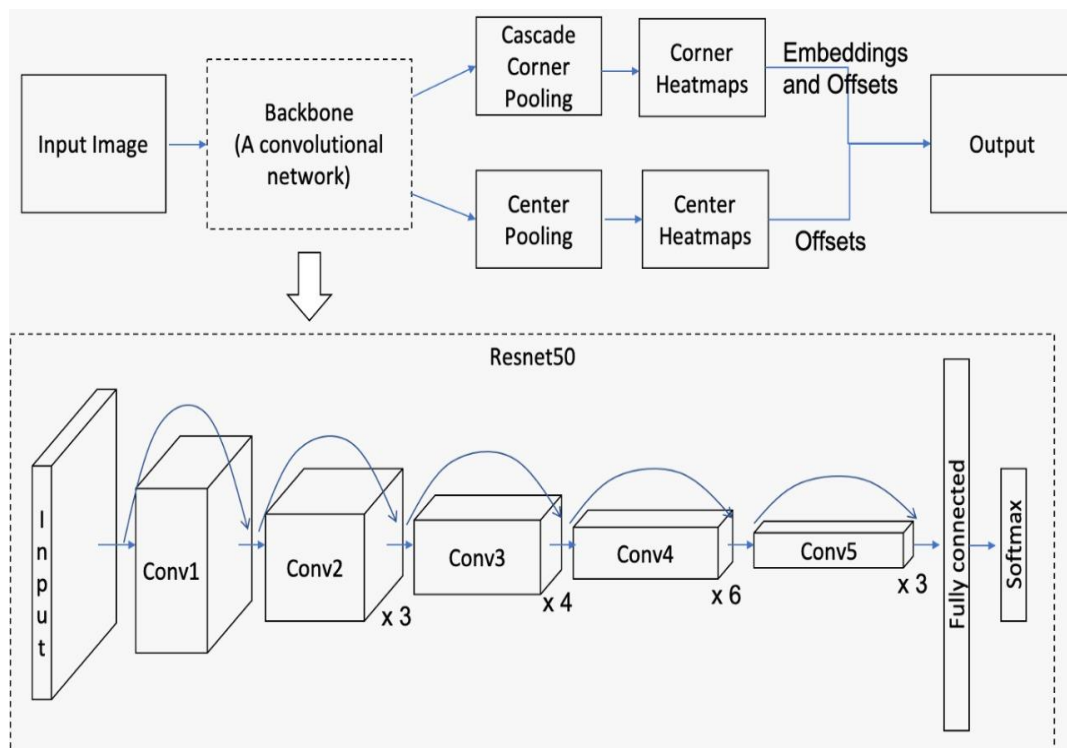 Input Image
Backbone
(A convolutional
network)
Cascade
Corner
Pooling
Corner
Heatmaps
Embeddings
and Offsets
Output
Center
Pooling
Center
Heatmaps
Offsets
Resnet50
Input
Conv1
Conv2
x 3
Conv3
x 4
Conv4
x 6
Conv5
x 3
Fully connected
Softmax